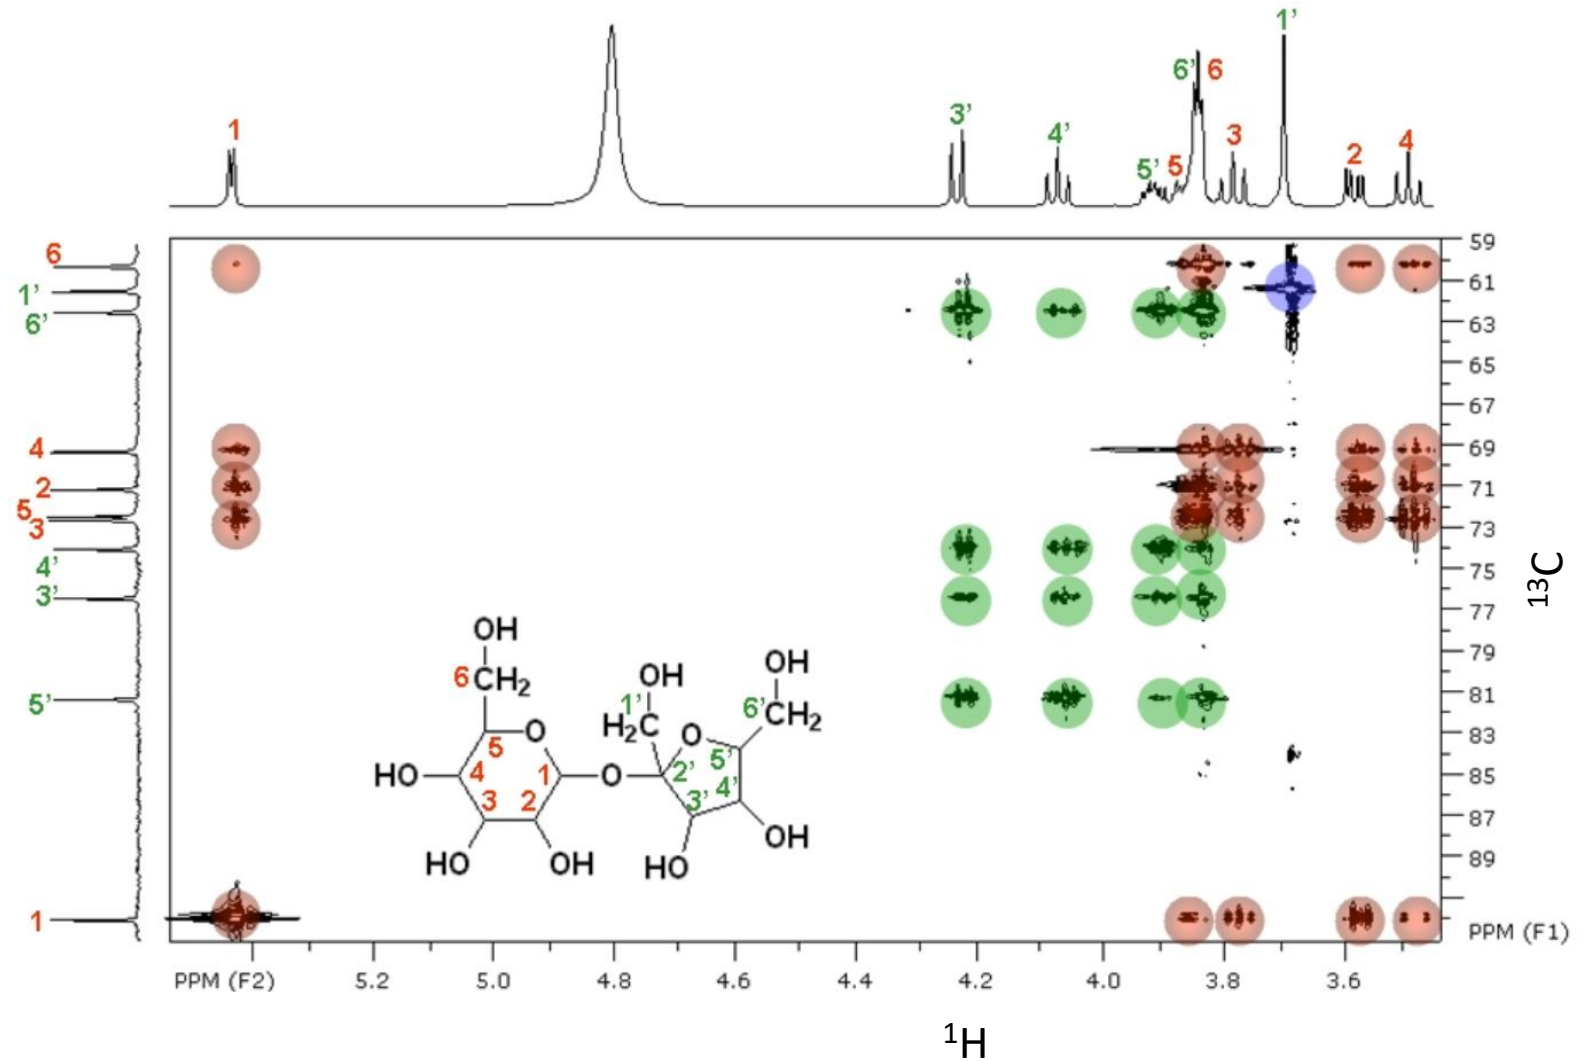 1'
6' 6
1 3' 4' 5' 5 3 2 4
6
1'
6'
4
2
5
3
4'
3'
5'
1
59
61
63
65
67
69
71
73
75
77
79
81
83
85
87
89
PPM (F1)
13C
OH
6 CH2
O
5
HO 4 1 O
3 2
HO OH
OH OH
1' 6'
H2C CH2
O
2' 5'
3' 4'
HO OH
PPM (F2) 5.2 5.0 4.8 4.6 4.4 4.2 4.0 3.8 3.6
1H